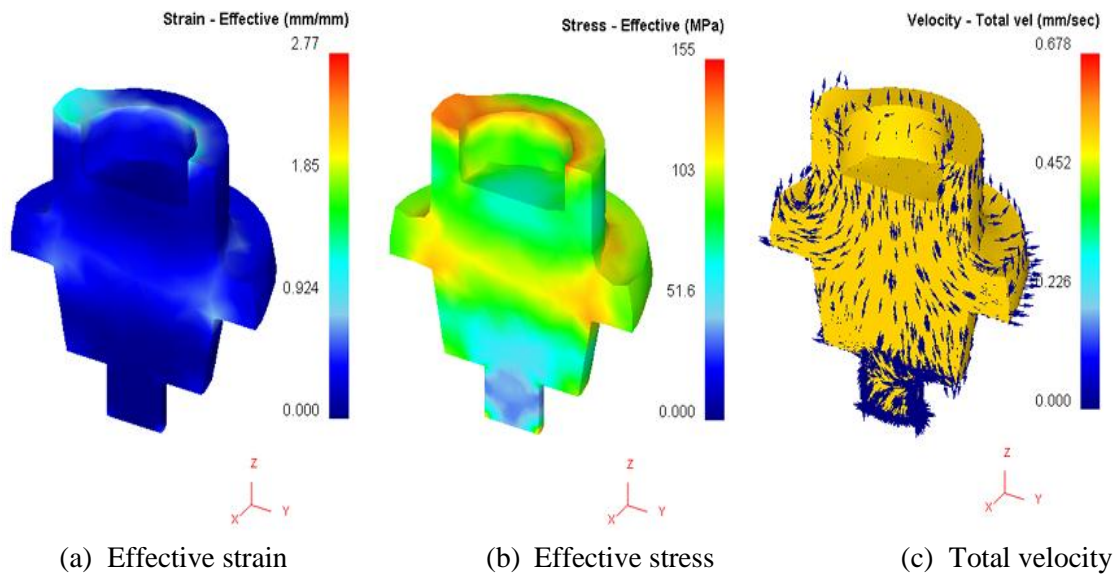 Strain - Effective (mm/mm)
2.77
1.85
0.924
0.000
Z
X
Y
Stress - Effective (MPa)
155
103
51.6
0.000
Z
X
Y
Velocity - Total vel (mm/sec)
0.678
0.452
0.226
0.000
Z
X
Y
(a) Effective strain
(b) Effective stress
(c) Total velocity